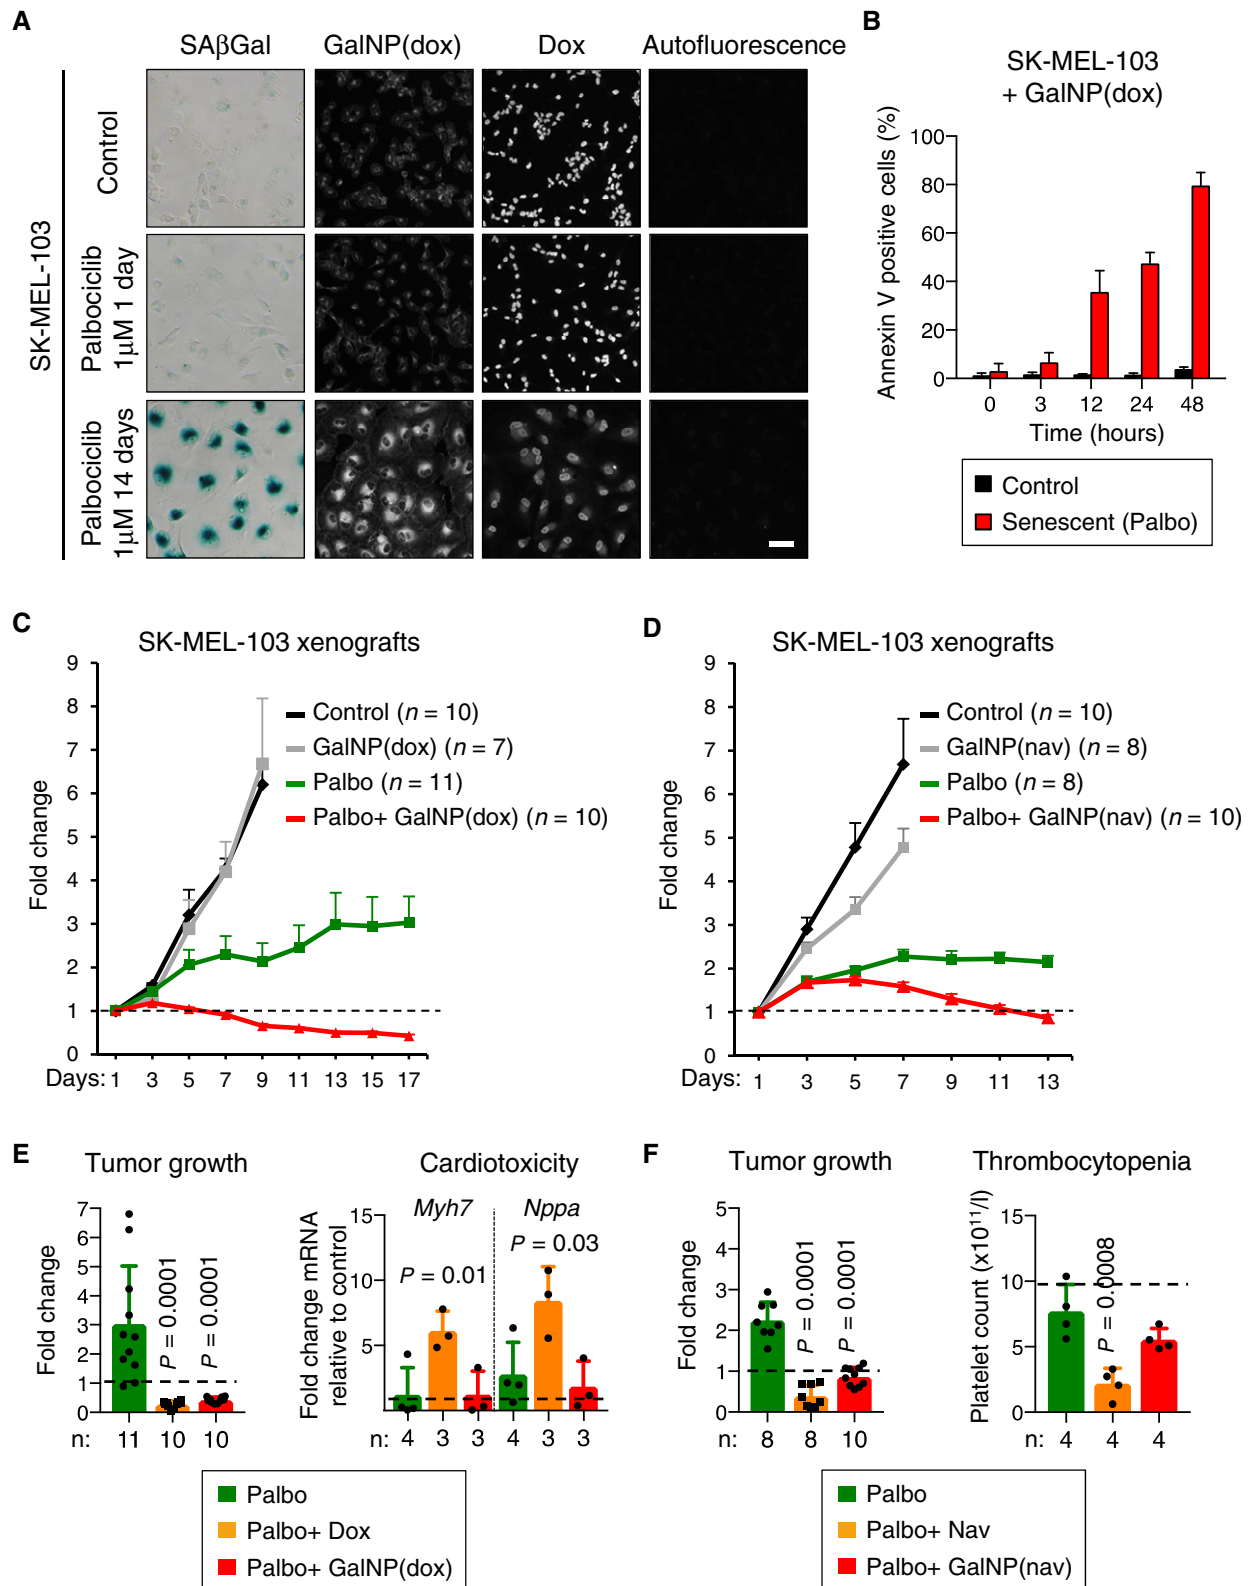 A
SAβGal
GalNP(dox)
Dox
Autofluorescence
SK-MEL-103
Control
Palbociclib
1μM 1 day
Palbociclib
1μM 14 days
B
SK-MEL-103
+ GalNP(dox)
Annexin V positive cells (%)
100
80
60
40
20
0
0 3 12 24 48
Time (hours)
Control
Senescent (Palbo)
C
SK-MEL-103 xenografts
Fold change
9
8
7
6
5
4
3
2
1
0
Control (n = 10)
GalNP(dox) (n = 7)
Palbo (n = 11)
Palbo+ GalNP(dox) (n = 10)
Days: 1 3 5 7 9 11 13 15 17
D
SK-MEL-103 xenografts
Fold change
9
8
7
6
5
4
3
2
1
0
Control (n = 10)
GalNP(nav) (n = 8)
Palbo (n = 8)
Palbo+ GalNP(nav) (n = 10)
Days: 1 3 5 7 9 11 13
E
Tumor growth
Fold change
7
6
5
4
3
2
1
0
P = 0.0001
P = 0.0001
n: 11 10 10
Cardiotoxicity
Fold change mRNA
relative to control
15
10
5
Myh7
Nppa
P = 0.01
P = 0.03
n: 4 3 3 4 3 3
Palbo
Palbo+ Dox
Palbo+ GalNP(dox)
F
Tumor growth
Fold change
5
4
3
2
1
0
P = 0.0001
P = 0.0001
n: 8 8 10
Thrombocytopenia
Platelet count (x10¹¹/l)
15
10
5
0
P = 0.0008
n: 4 4 4
Palbo
Palbo+ Nav
Palbo+ GalNP(nav)